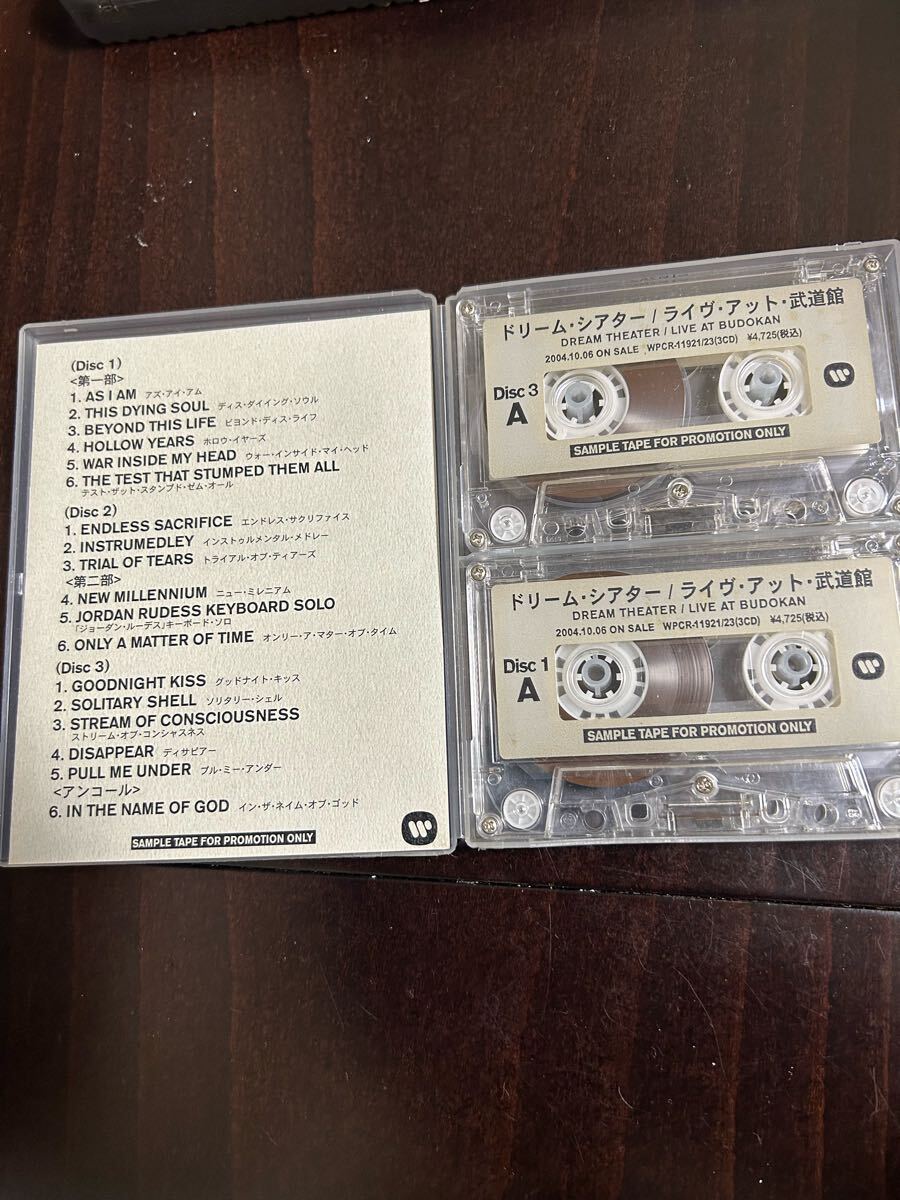 (Disc 1)
<第一部>
1. AS I AM アズ・アイ・アム
2. THIS DYING SOUL ディス・ダイイング・ソウル
3. BEYOND THIS LIFE ビヨンド・ディス・ライフ
4. HOLLOW YEARS ホロウ・イヤーズ
5. WAR INSIDE MY HEAD ウォー・インサイド・マイ・ヘッド
6. THE TEST THAT STUMPED THEM ALL
テスト・ザット・スタンプド・ゼム・オール
(Disc 2)
1. ENDLESS SACRIFICE エンドレス・サクリファイス
2. INSTRUMEDLEY インストゥルメンタル・メドレー
3. TRIAL OF TEARS トライアル・オブ・ティアーズ
<第二部>
4. NEW MILLENNIUM ニュー・ミレニアム
5. JORDAN RUDESS KEYBOARD SOLO
「ジョーダン・ルーデス」キーボード・ソロ
6. ONLY A MATTER OF TIME オンリー・ア・マター・オブ・タイム
(Disc 3)
1. GOODNIGHT KISS グッドナイト・キッス
2. SOLITARY SHELL ソリタリー・シェル
3. STREAM OF CONSCIOUSNESS
ストリーム・オブ・コンシャスネス
4. DISAPPEAR ディサピアー
5. PULL ME UNDER プル・ミー・アンダー
<アンコール>
6. IN THE NAME OF GOD イン・ザ・ネイム・オブ・ゴッド
SAMPLE TAPE FOR PROMOTION ONLY
ドリーム・シアター / ライヴ・アット・武道館
DREAM THEATER / LIVE AT BUDOKAN
2004.10.06 ON SALE WPCR-11921/23(3CD) ¥4,725(税込)
Disc 3
A
SAMPLE TAPE FOR PROMOTION ONLY
ドリーム・シアター / ライヴ・アット・武道館
DREAM THEATER / LIVE AT BUDOKAN
2004.10.06 ON SALE WPCR-11921/23(3CD) ¥4,725(税込)
Disc 1
A
SAMPLE TAPE FOR PROMOTION ONLY